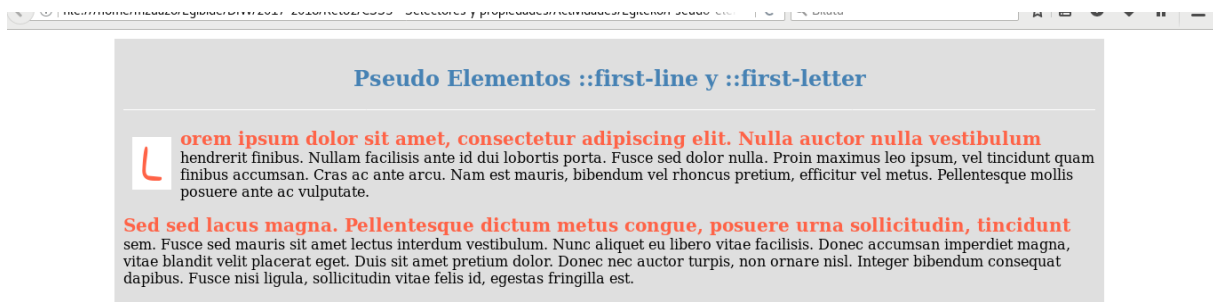 Pseudo Elementos ::first-line y ::first-letter
Lorem ipsum dolor sit amet, consectetur adipiscing elit. Nulla auctor nulla vestibulum
hendrerit finibus. Nullam facilisis ante id dui lobortis porta. Fusce sed dolor nulla. Proin maximus leo ipsum, vel tincidunt quam
finibus accumsan. Cras ac ante arcu. Nam est mauris, bibendum vel rhoncus pretium, efficitur vel metus. Pellentesque mollis
posuere ante ac vulputate.
Sed sed lacus magna. Pellentesque dictum metus congue, posuere urna sollicitudin, tincidunt
sem. Fusce sed mauris sit amet lectus interdum vestibulum. Nunc aliquet eu libero vitae facilisis. Donec accumsan imperdiet magna,
vitae blandit velit placerat eget. Duis sit amet pretium dolor. Donec nec auctor turpis, non ornare nisl. Integer bibendum consequat
dapibus. Fusce nisi ligula, sollicitudin vitae felis id, egestas fringilla est.